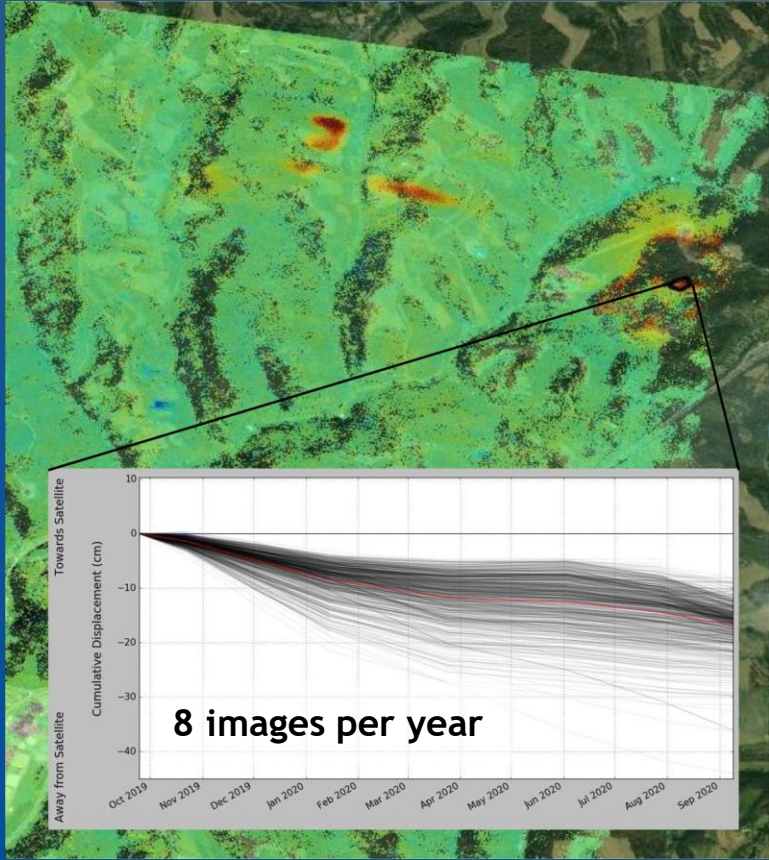 Towards Satellite
Away from Satellite
Cumulative Displacement (cm)
10
0
−10
−20
−30
−40
8 images per year
Oct 2019
Nov 2019
Dec 2019
Jan 2020
Feb 2020
Mar 2020
Apr 2020
May 2020
Jun 2020
Jul 2020
Aug 2020
Sep 2020